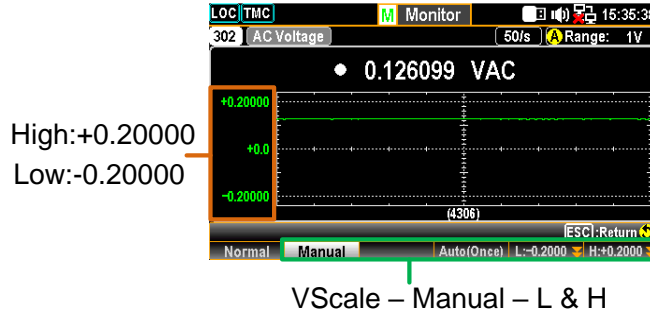 LOC TMC M Monitor 15:35:38
302 AC Voltage 50/s A Range: 1V
0.126099 VAC
+0.20000
High:+0.20000
+0.0
Low:-0.20000
-0.20000
(4306)
ESC:Return
Normal Manual Auto(Once) L:-0.2000 H:+0.2000
VScale – Manual – L & H